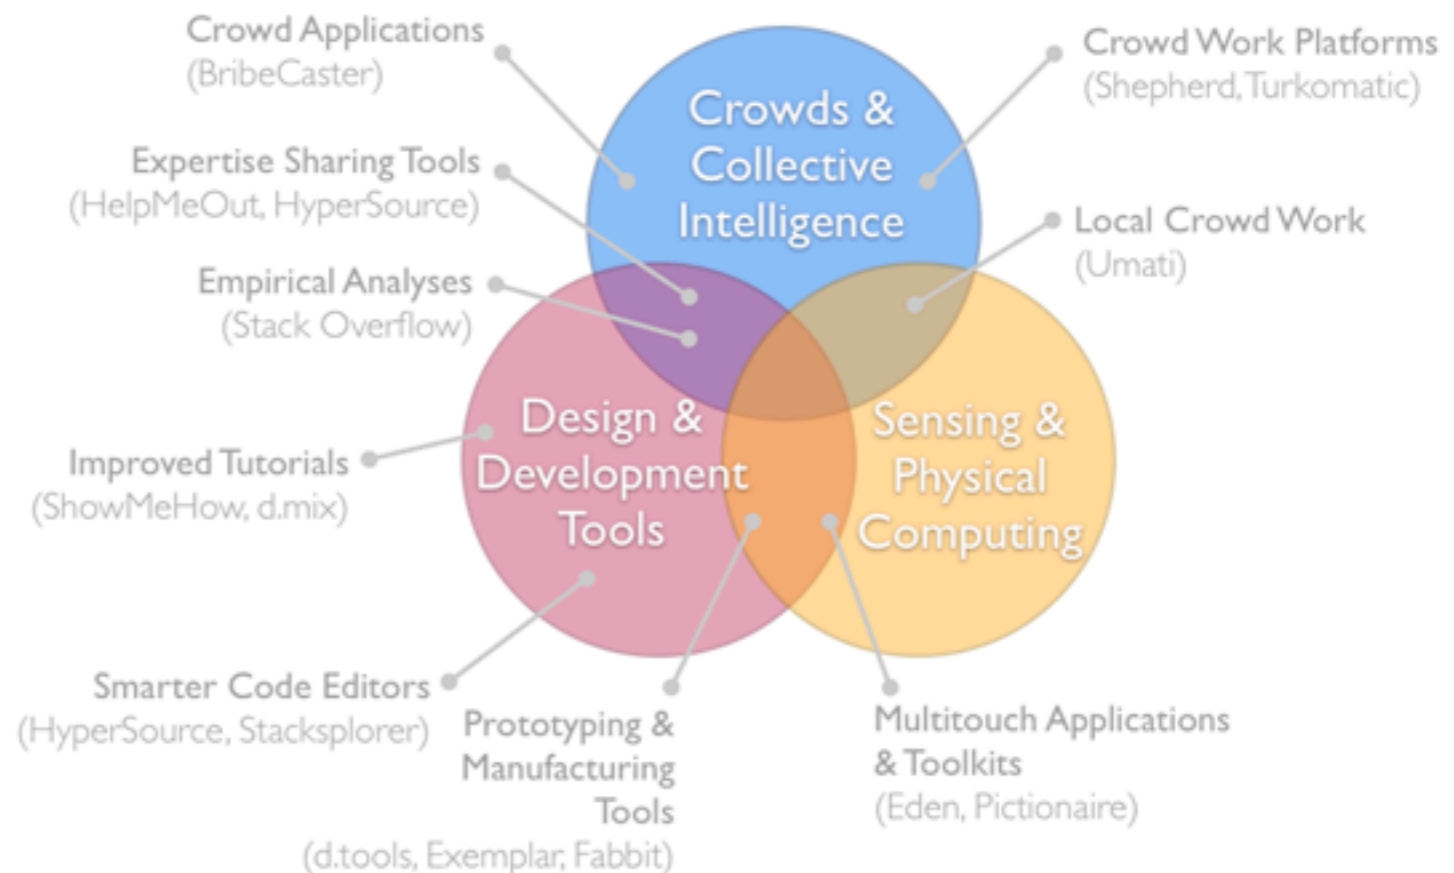 Crowd Applications
(BribeCaster)
Crowd Work Platforms
(Shepherd, Turkomatic)
Crowds &
Collective
Intelligence
Expertise Sharing Tools
(HelpMeOut, HyperSource)
Local Crowd Work
(Umati)
Empirical Analyses
(Stack Overflow)
Design &
Development
Tools
Sensing &
Physical
Computing
Improved Tutorials
(ShowMeHow, d.mix)
Smarter Code Editors
(HyperSource, Stacksplorer)
Prototyping &
Manufacturing
Tools
(d.tools, Exemplar, Fabbit)
Multitouch Applications
& Toolkits
(Eden, Pictionaire)